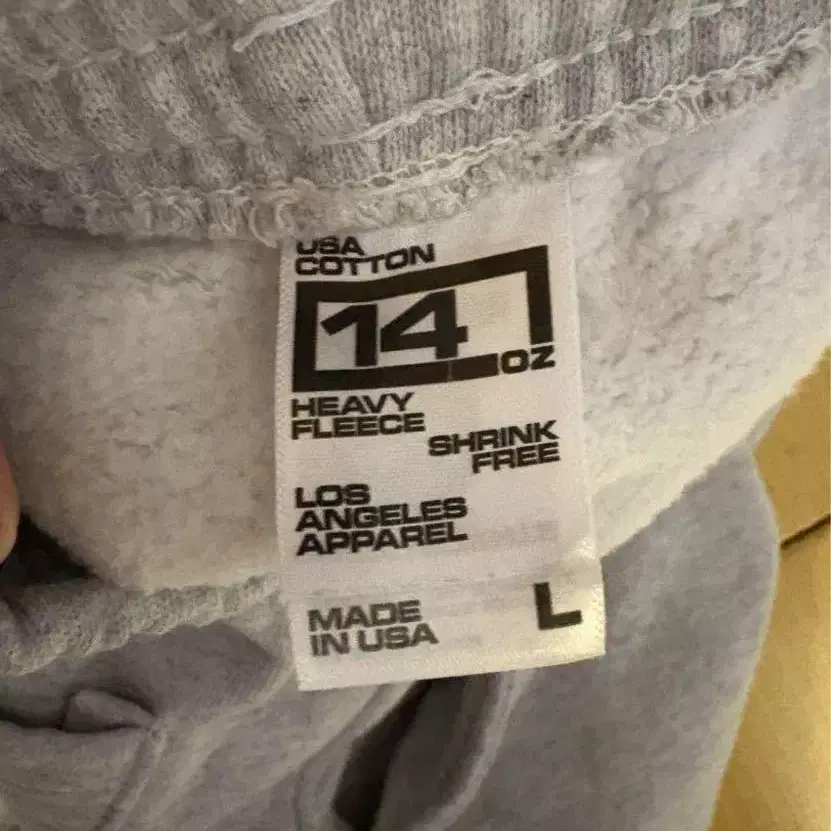 USA
COTTON
14
OZ
HEAVY
FLEECE
SHRINK
FREE
LOS
ANGELES
APPAREL
MADE
IN USA
L